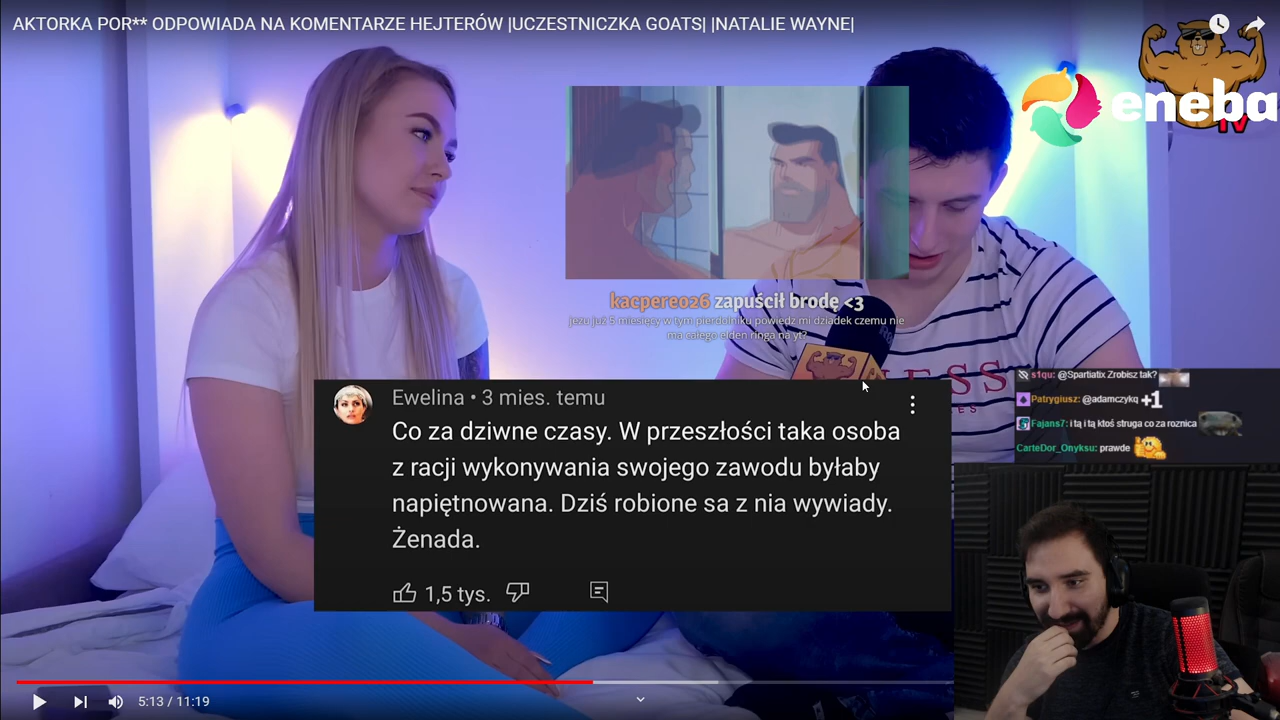 AKTORKA POR** ODPOWIADA NA KOMENTARZE HEJTERÓW |UCZESTNICZKA GOATS| |NATALIE WAYNE|
eneba
TV
kacpereo26 zapuścił brodę <3
jezu już 5 miesięcy w tym pierdolniku powiedz mi dziadek czemu nie
ma całego elden ringa na yt?
Ewelina • 3 mies. temu
Co za dziwne czasy. W przeszłości taka osoba
z racji wykonywania swojego zawodu byłaby
napiętnowana. Dziś robione sa z nia wywiady.
Żenada.
1,5 tys.
s1qu: @Spartiatix Zrobisz tak?
Patrygiusz: @adamczykq +1
Fajans7: i tą i tą ktoś struga co za roznica
CarteDor_Onyksu: prawde
5:13 / 11:19